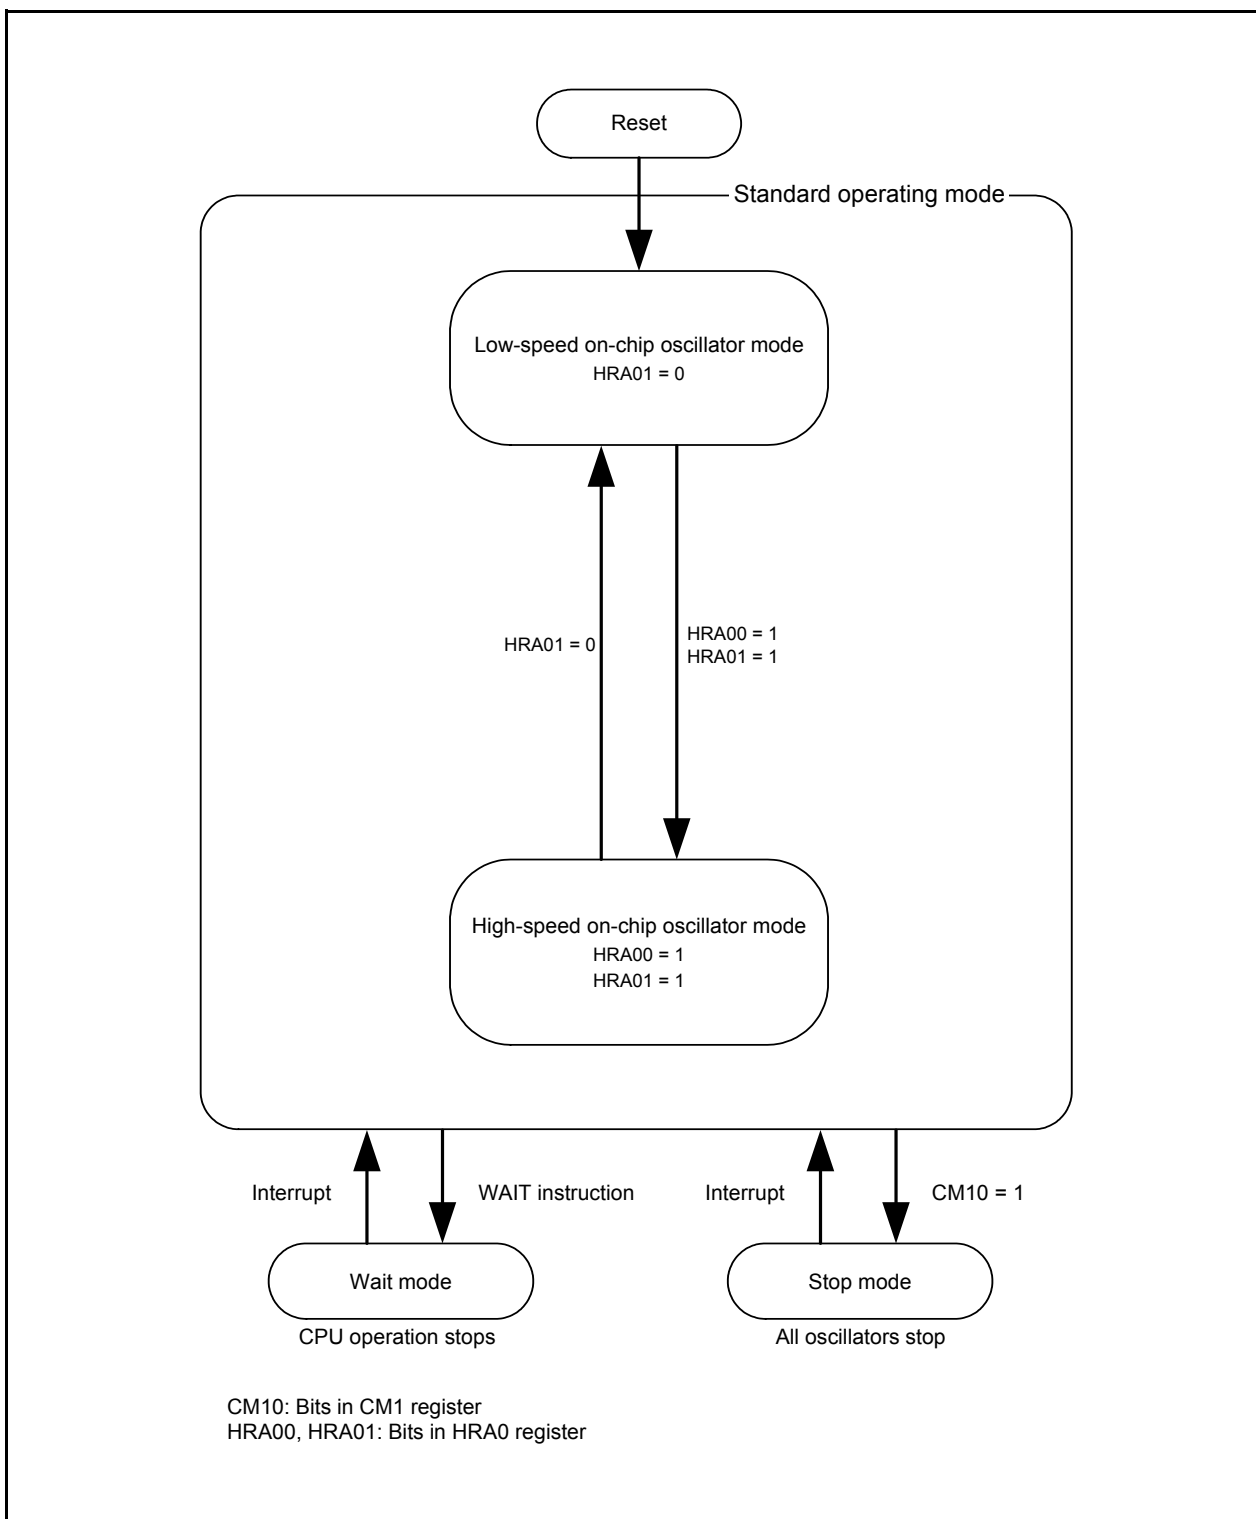 Reset
Standard operating mode
Low-speed on-chip oscillator mode
HRA01 = 0
HRA01 = 0
HRA00 = 1
HRA01 = 1
High-speed on-chip oscillator mode
HRA00 = 1
HRA01 = 1
Interrupt
WAIT instruction
Interrupt
CM10 = 1
Wait mode
Stop mode
CPU operation stops
All oscillators stop
CM10: Bits in CM1 register
HRA00, HRA01: Bits in HRA0 register